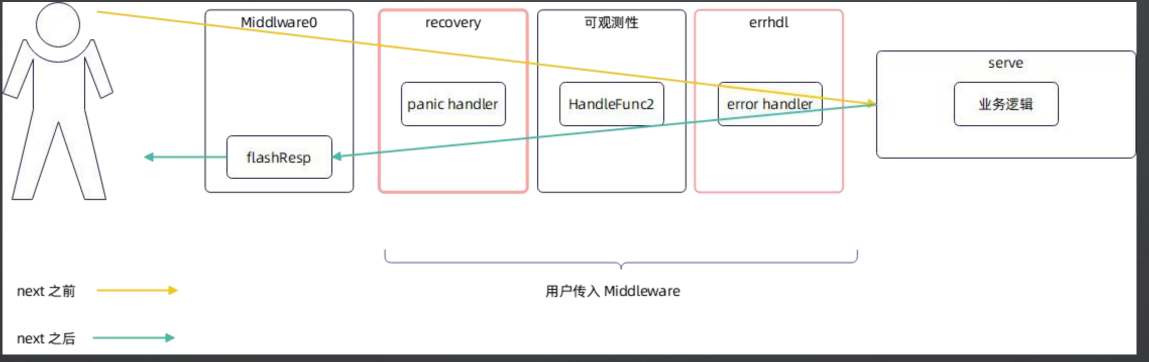 Middlware0
recovery
可观测性
errhdl
serve
panic handler
HandleFunc2
error handler
业务逻辑
flashResp
用户传入 Middleware
next 之前
next 之后